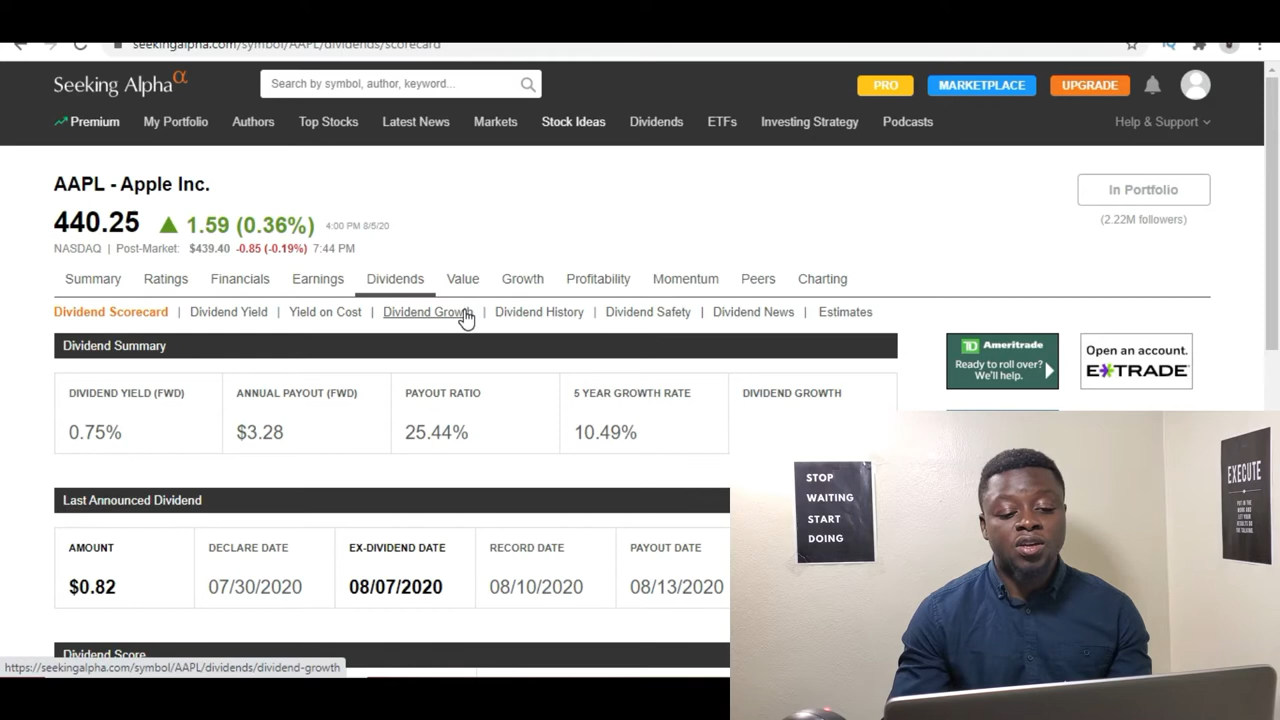 seekingalpha.com/symbol/AAPL/dividends/scorecard
Seeking Alpha α
Search by symbol, author, keyword...
PRO
MARKETPLACE
UPGRADE
Premium My Portfolio Authors Top Stocks Latest News Markets Stock Ideas Dividends ETFs Investing Strategy Podcasts Help & Support
AAPL - Apple Inc.
In Portfolio
440.25 ▲ 1.59 (0.36%) 4:00 PM 8/5/20
(2.22M followers)
NASDAQ | Post-Market: $439.40 -0.85 (-0.19%) 7:44 PM
Summary Ratings Financials Earnings Dividends Value Growth Profitability Momentum Peers Charting
Dividend Scorecard | Dividend Yield | Yield on Cost | Dividend Growth | Dividend History | Dividend Safety | Dividend News | Estimates
Dividend Summary
TD Ameritrade
Ready to roll over?
We'll help.
Open an account.
E*TRADE
DIVIDEND YIELD (FWD) ANNUAL PAYOUT (FWD) PAYOUT RATIO 5 YEAR GROWTH RATE DIVIDEND GROWTH
0.75% $3.28 25.44% 10.49%
Last Announced Dividend
AMOUNT DECLARE DATE EX-DIVIDEND DATE RECORD DATE PAYOUT DATE
$0.82 07/30/2020 08/07/2020 08/10/2020 08/13/2020
Dividend Score
https://seekingalpha.com/symbol/AAPL/dividends/dividend-growth
STOP
WAITING
START
DOING
EXECUTE